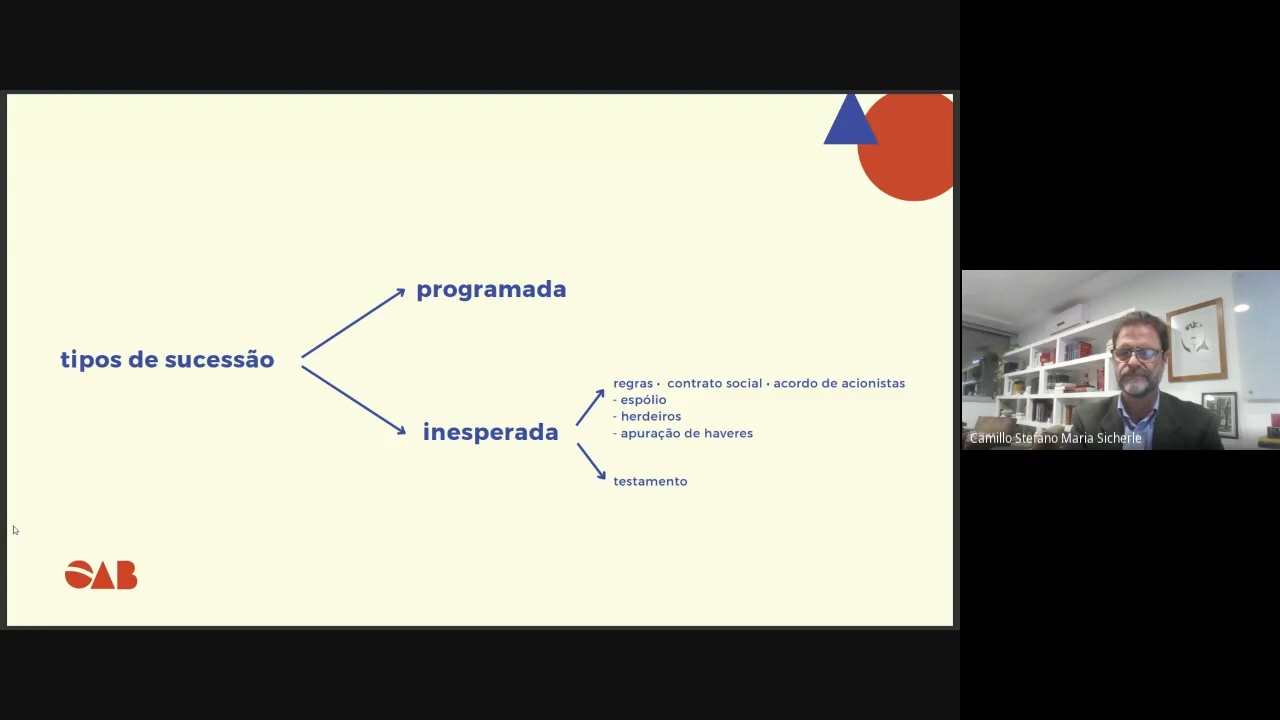 programada
tipos de sucessão
regras • contrato social • acordo de acionistas
- espólio
- herdeiros
inesperada
- apuração de haveres
testamento
OAB
Camillo Stefano Maria Sicherle